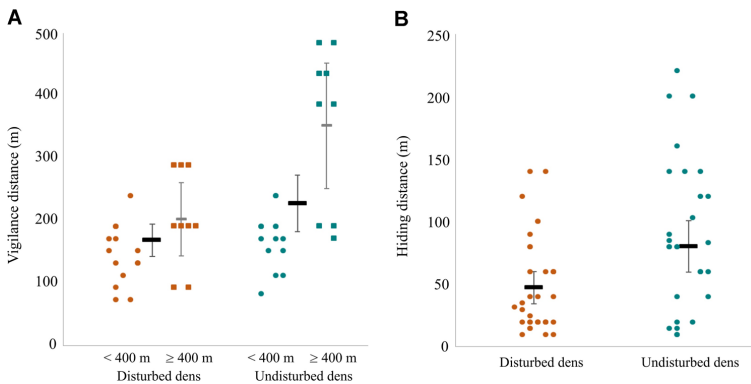 A
B
Vigilance distance (m)
500
400
300
200
100
0
< 400 m
≥ 400 m
< 400 m
≥ 400 m
Disturbed dens
Undisturbed dens
Hiding distance (m)
250
200
150
100
50
0
Disturbed dens
Undisturbed dens